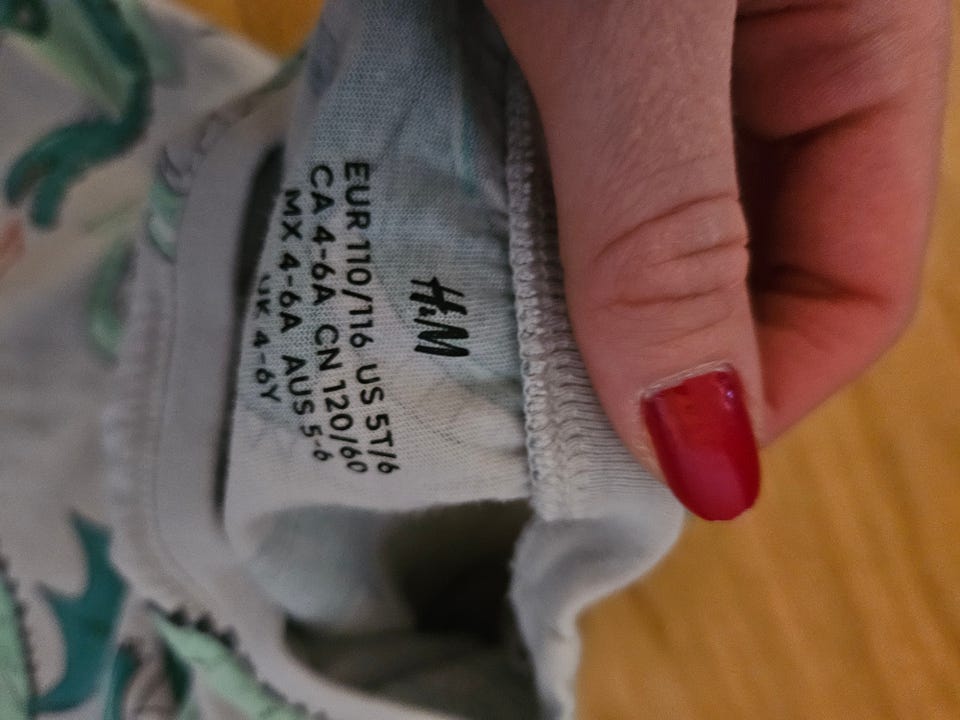 H&M
EUR 110/116 US 5T/6
CA 4-6A CN 120/60
MX 4-6A AUS 5-6
UK 4-6Y